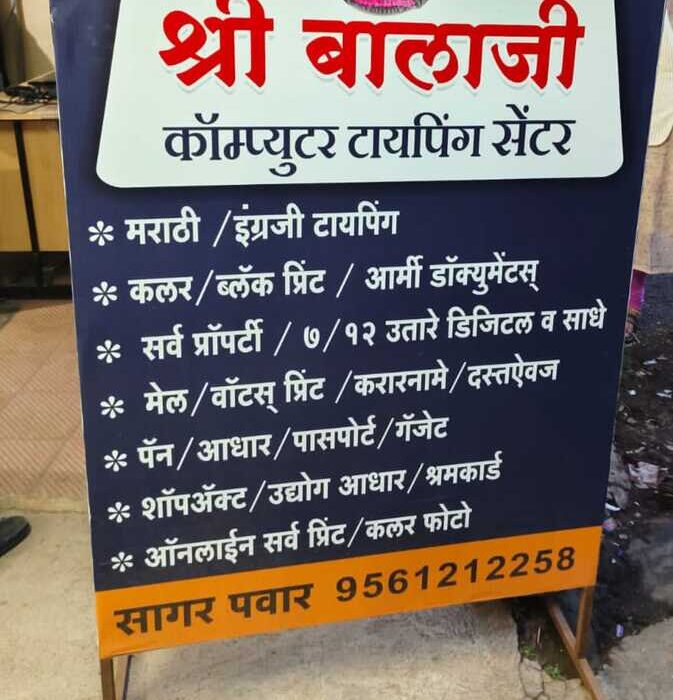 श्री बालाजी
कॉम्प्युटर टायपिंग सेंटर
* मराठी / इंग्रजी टायपिंग
* कलर / ब्लॅक प्रिंट / आर्मी डॉक्युमेंटस्
* सर्व प्रॉपर्टी / ७/१२ उतारे डिजिटल व साधे
* मेल / वॉटस् प्रिंट / करारनामे / दस्तऐवज
* पॅन / आधार / पासपोर्ट / गॅजेट
* शॉपअ‍ॅक्ट / उद्योग आधार / श्रमकार्ड
* ऑनलाईन सर्व प्रिंट / कलर फोटो
सागर पवार 9561212258